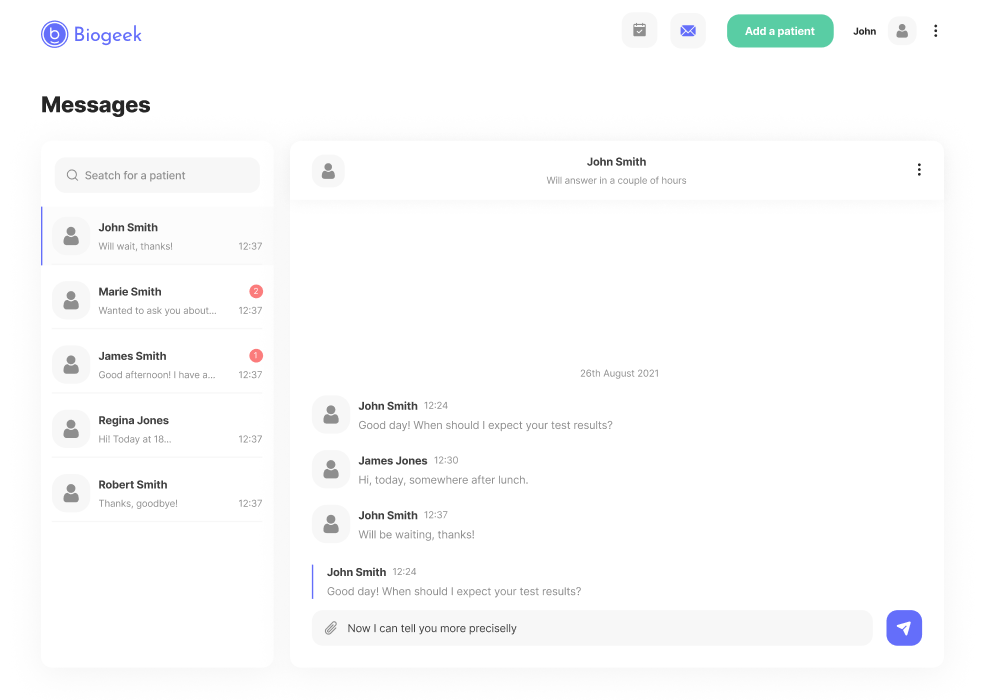 b Biogeek
Add a patient
John
Messages
Seatch for a patient
John Smith
Will wait, thanks!
12:37
Marie Smith
2
Wanted to ask you about...
12:37
James Smith
1
Good afternoon! I have a...
12:37
Regina Jones
Hi! Today at 18...
12:37
Robert Smith
Thanks, goodbye!
12:37
John Smith
Will answer in a couple of hours
26th August 2021
John Smith 12:24
Good day! When should I expect your test results?
James Jones 12:30
Hi, today, somewhere after lunch.
John Smith 12:37
Will be waiting, thanks!
John Smith 12:24
Good day! When should I expect your test results?
Now I can tell you more preciselly